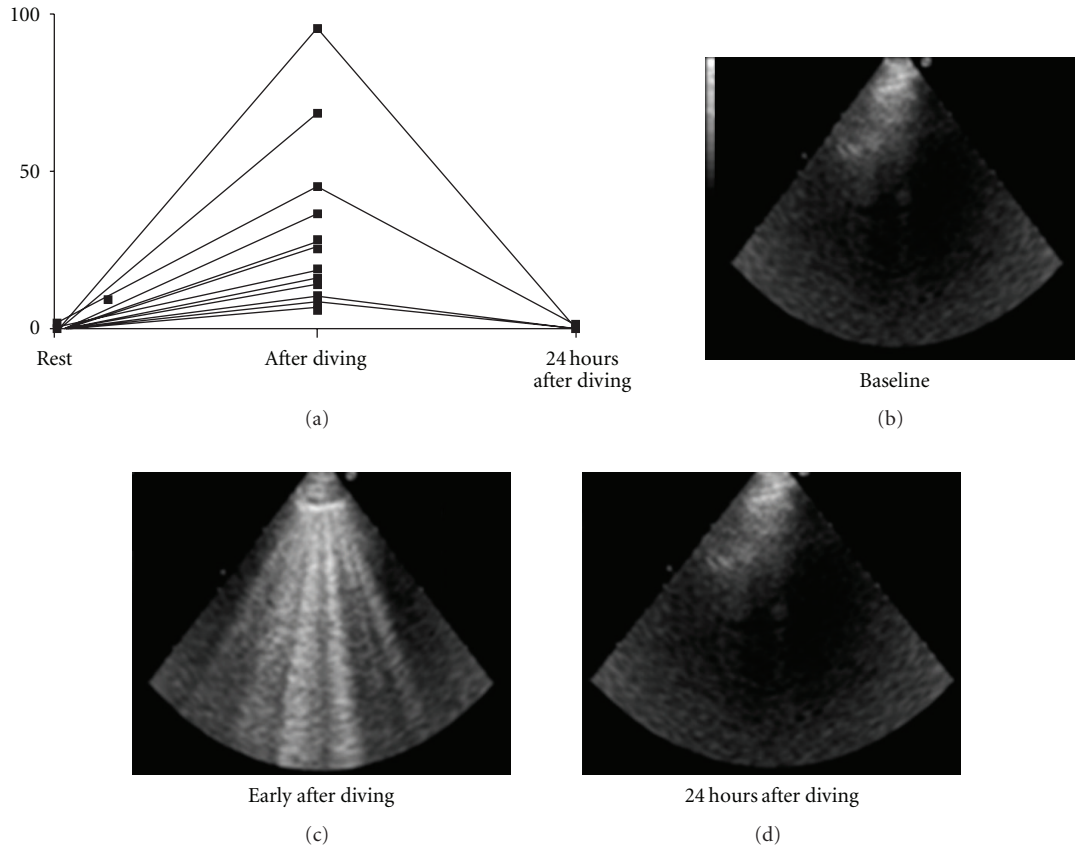 100
50
0
Rest
After diving
24 hours
after diving
(a)
Baseline
(b)
Early after diving
(c)
24 hours after diving
(d)